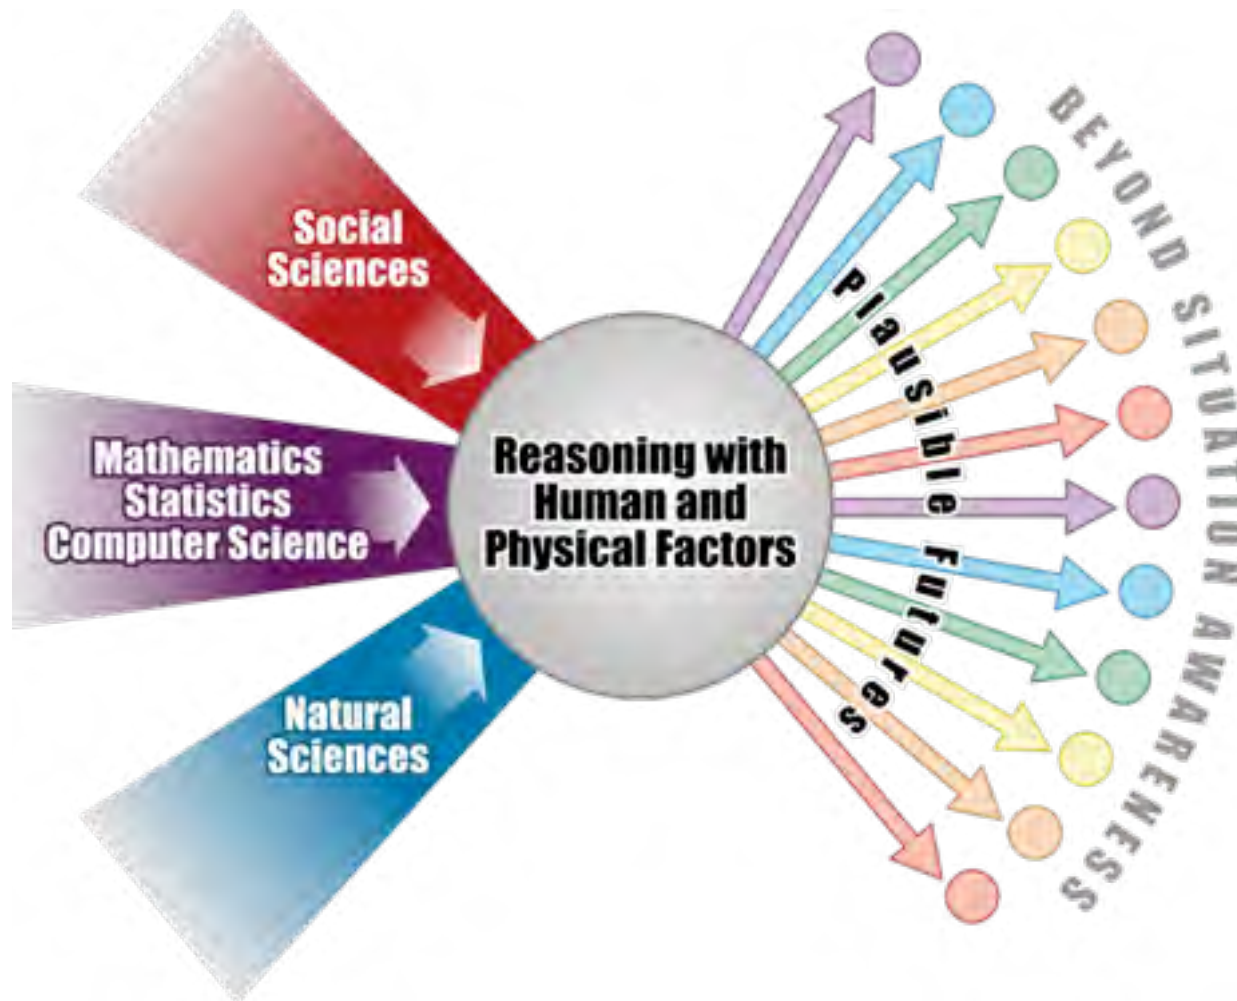 Social
Sciences
Mathematics
Statistics
Computer Science
Natural
Sciences
Reasoning with
Human and
Physical Factors
Plausible Futures
BEYOND SITUATION AWARENESS